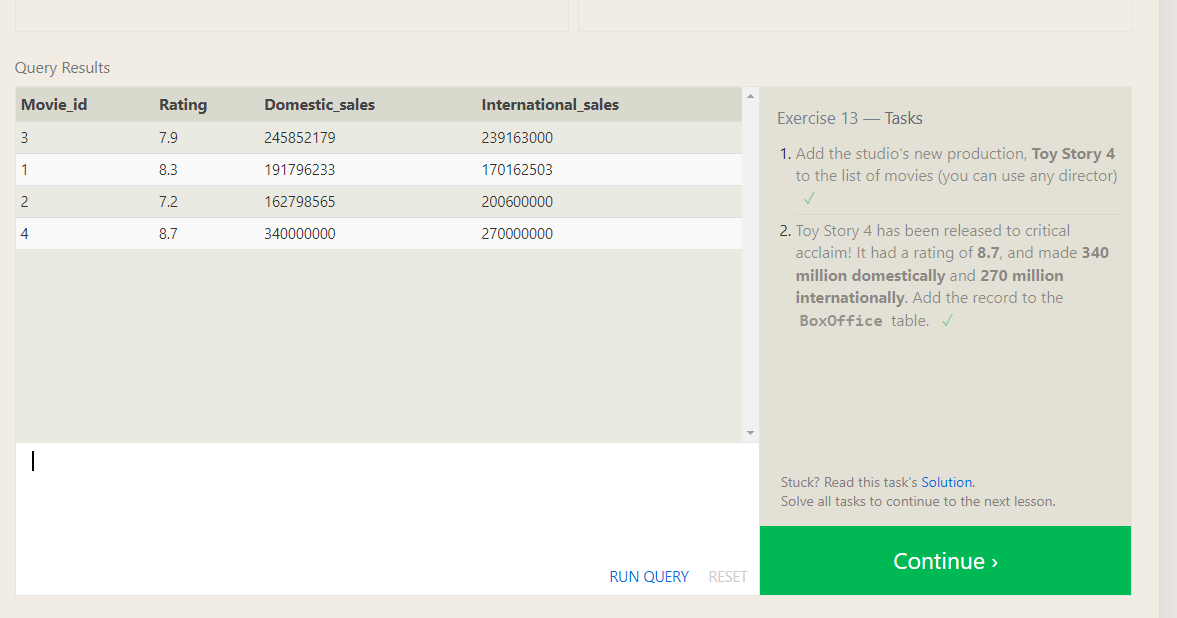 Query Results
Movie_id Rating Domestic_sales International_sales
3 7.9 245852179 239163000
1 8.3 191796233 170162503
2 7.2 162798565 200600000
4 8.7 340000000 270000000
RUN QUERY RESET
Exercise 13 — Tasks
1. Add the studio's new production, Toy Story 4
to the list of movies (you can use any director)
✓
2. Toy Story 4 has been released to critical
acclaim! It had a rating of 8.7, and made 340
million domestically and 270 million
internationally. Add the record to the
BoxOffice table. ✓
Stuck? Read this task's Solution.
Solve all tasks to continue to the next lesson.
Continue ›